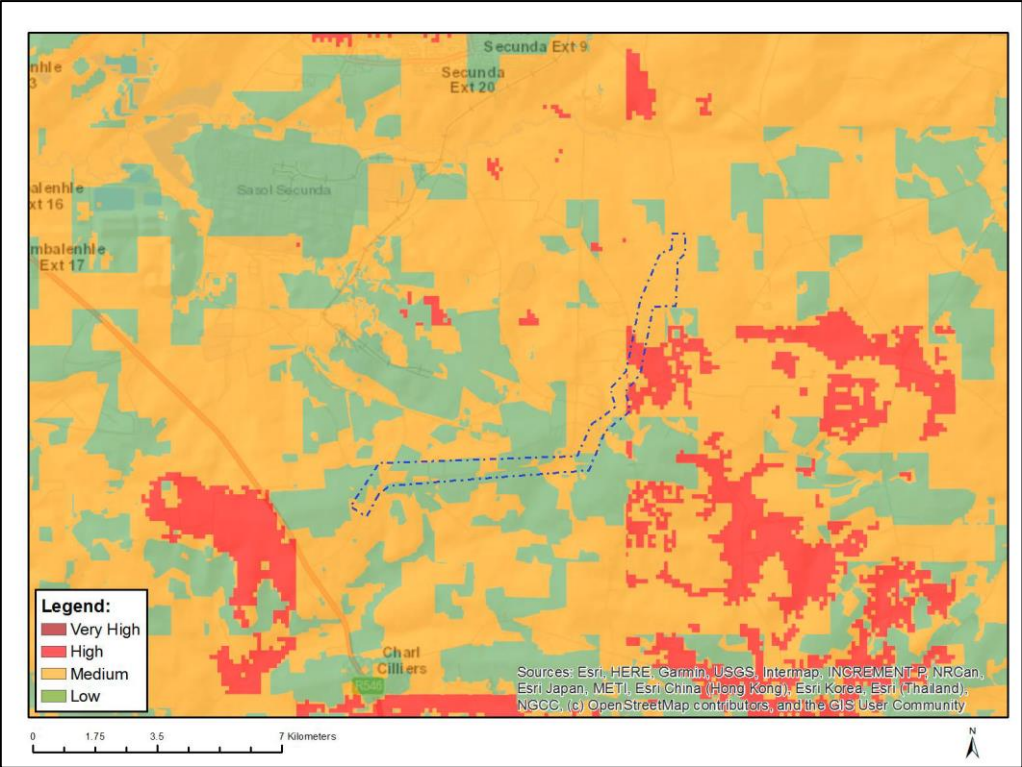 Secunda Ext 9
nhle
3
Secunda
Ext 20
Sasol Secunda
balenhle
xt 16
mbalenhle
Ext 17
Legend:
Very High
High
Medium
Low
Charl
Cilliers
R546
Sources: Esri, HERE, Garmin, USGS, Intermap, INCREMENT P, NRCan,
Esri Japan, METI, Esri China (Hong Kong), Esri Korea, Esri (Thailand),
NGCC, (c) OpenStreetMap contributors, and the GIS User Community
0 1.75 3.5 7 Kilometers
N